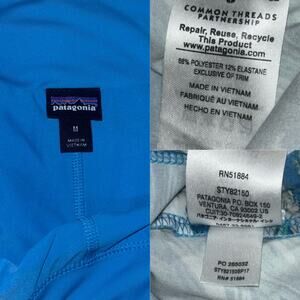 patagonia
M
MADE IN
VIETNAM
COMMON THREADS
PARTNERSHIP
Repair, Reuse, Recycle
This Product
www.patagonia.com
88% POLYESTER 12% ELASTANE
EXCLUSIVE OF TRIM
MADE IN VIETNAM
FABRIQUÉ AU VIETNAM
HECHO EN VIETNAM
RN51884
STY82150
PATAGONIA P.O. BOX 150
VENTURA, CA 93002 US
PO 265032
STY82150SP17
RN# 51884